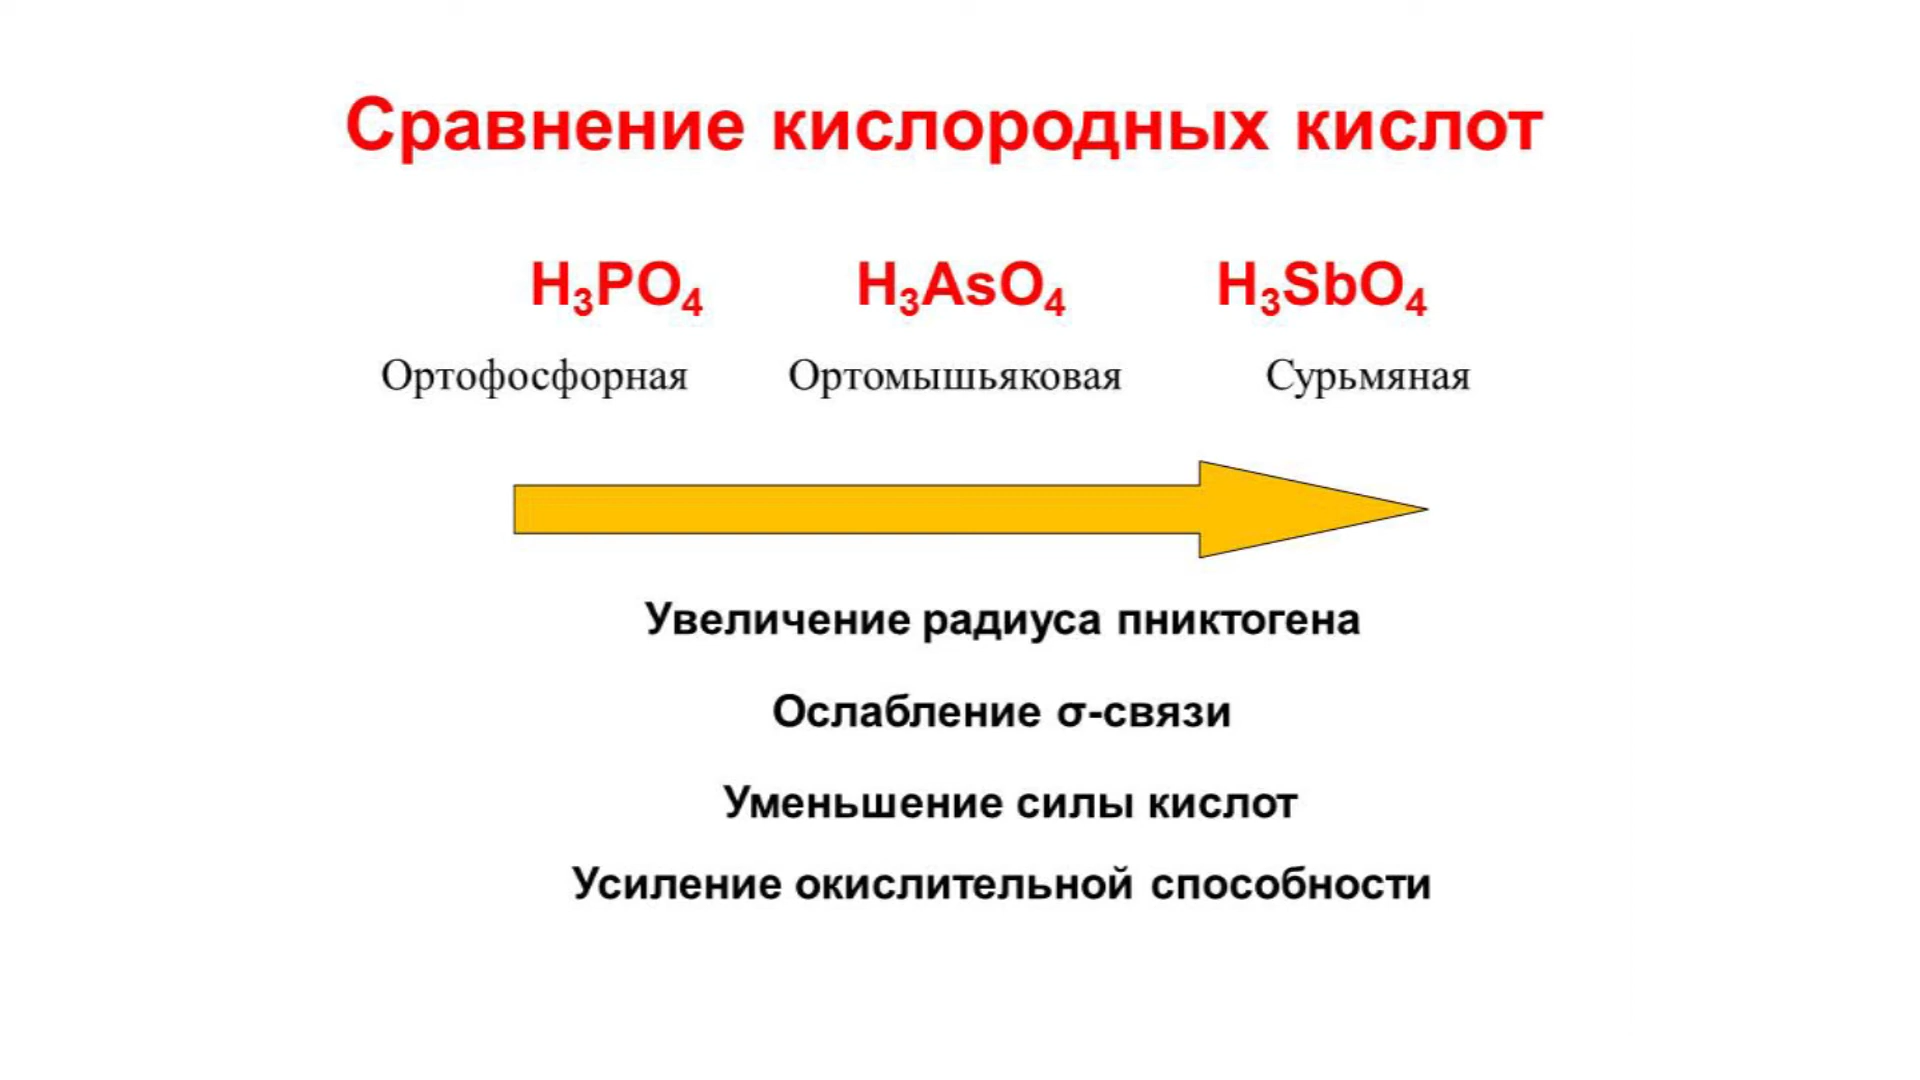 Сравнение кислородных кислот
H₃PO₄ H₃AsO₄ H₃SbO₄
Ортофосфорная Ортомышьяковая Сурьмяная
Увеличение радиуса пниктогена
Ослабление σ-связи
Уменьшение силы кислот
Усиление окислительной способности